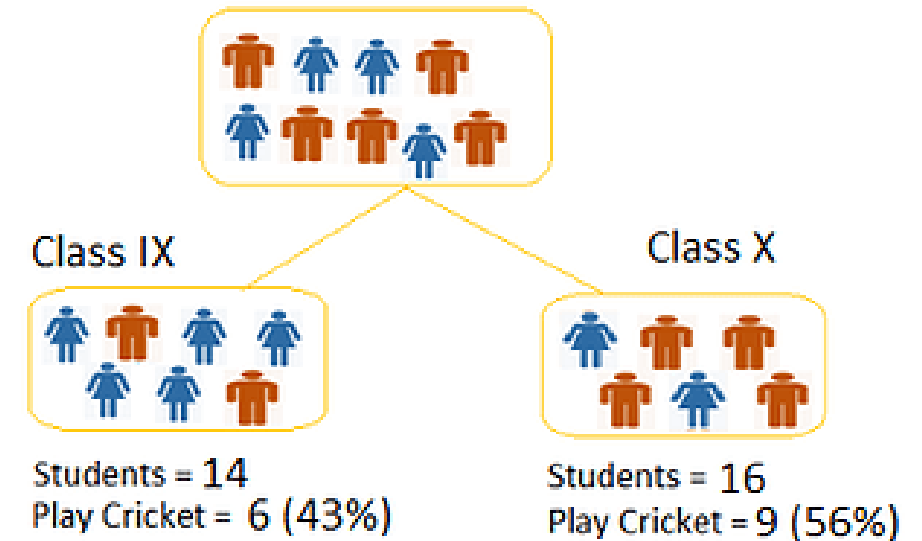 Class IX
Class X
Students = 14
Play Cricket = 6 (43%)
Students = 16
Play Cricket = 9 (56%)